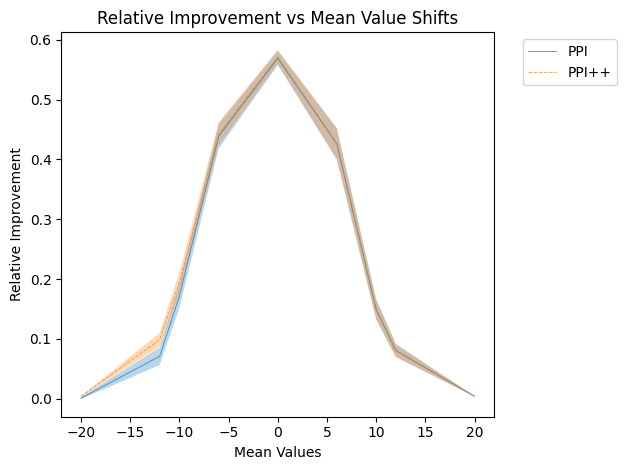 Relative Improvement vs Mean Value Shifts
PPI
PPI++
Relative Improvement
0.6
0.5
0.4
0.3
0.2
0.1
0.0
−20 −15 −10 −5 0 5 10 15 20
Mean Values